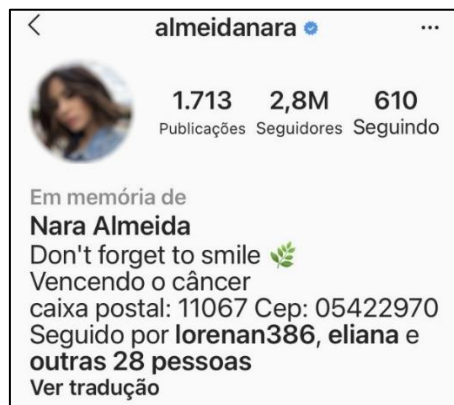 almeidanara
1.713 2,8M 610
Publicações Seguidores Seguindo
Em memória de
Nara Almeida
Don't forget to smile 🌿
Vencendo o câncer
caixa postal: 11067 Cep: 05422970
Seguido por lorenan386, eliana e
outras 28 pessoas
Ver tradução